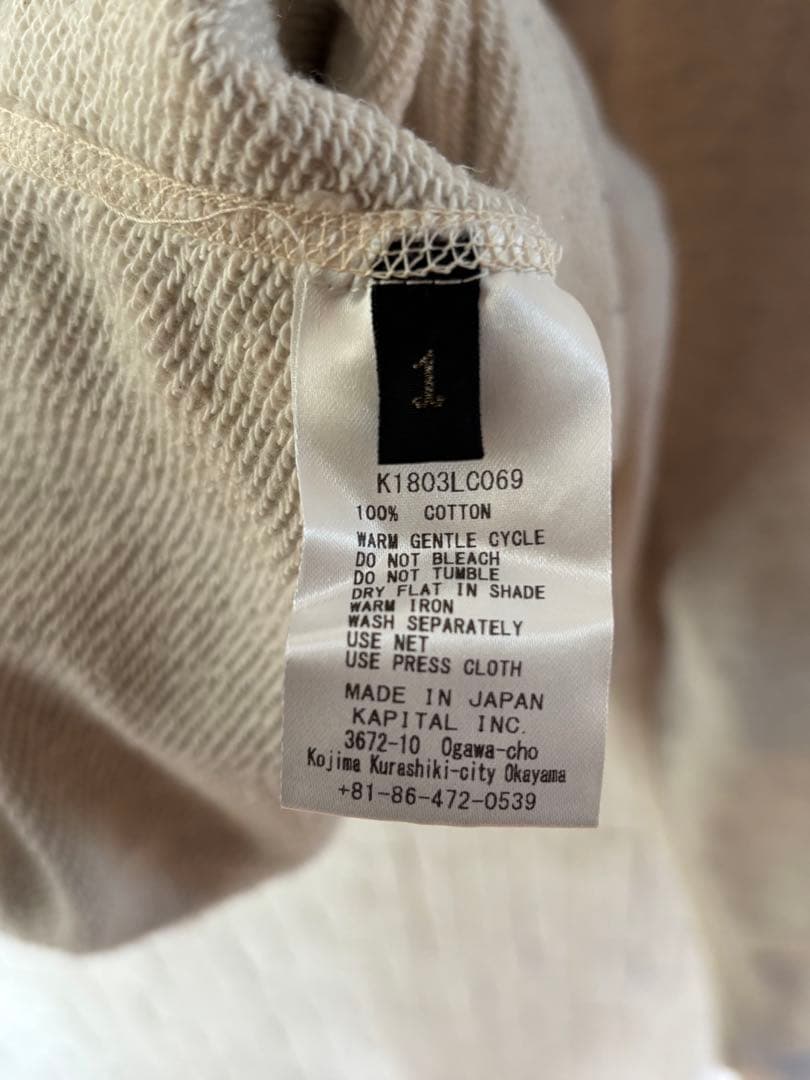 1
K1803LC069
100% COTTON
WARM GENTLE CYCLE
DO NOT BLEACH
DO NOT TUMBLE
DRY FLAT IN SHADE
WARM IRON
WASH SEPARATELY
USE NET
USE PRESS CLOTH
MADE IN JAPAN
KAPITAL INC.
3672-10 Ogawa-cho
Kojima Kurashiki-city Okayama
+81-86-472-0539